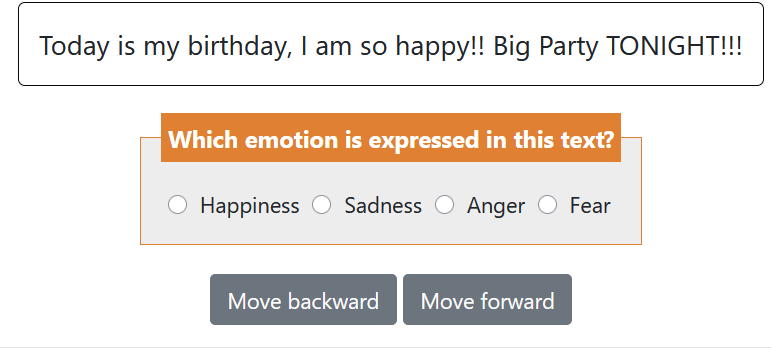 Today is my birthday, I am so happy!! Big Party TONIGHT!!!
Which emotion is expressed in this text?
Happiness Sadness Anger Fear
Move backward Move forward